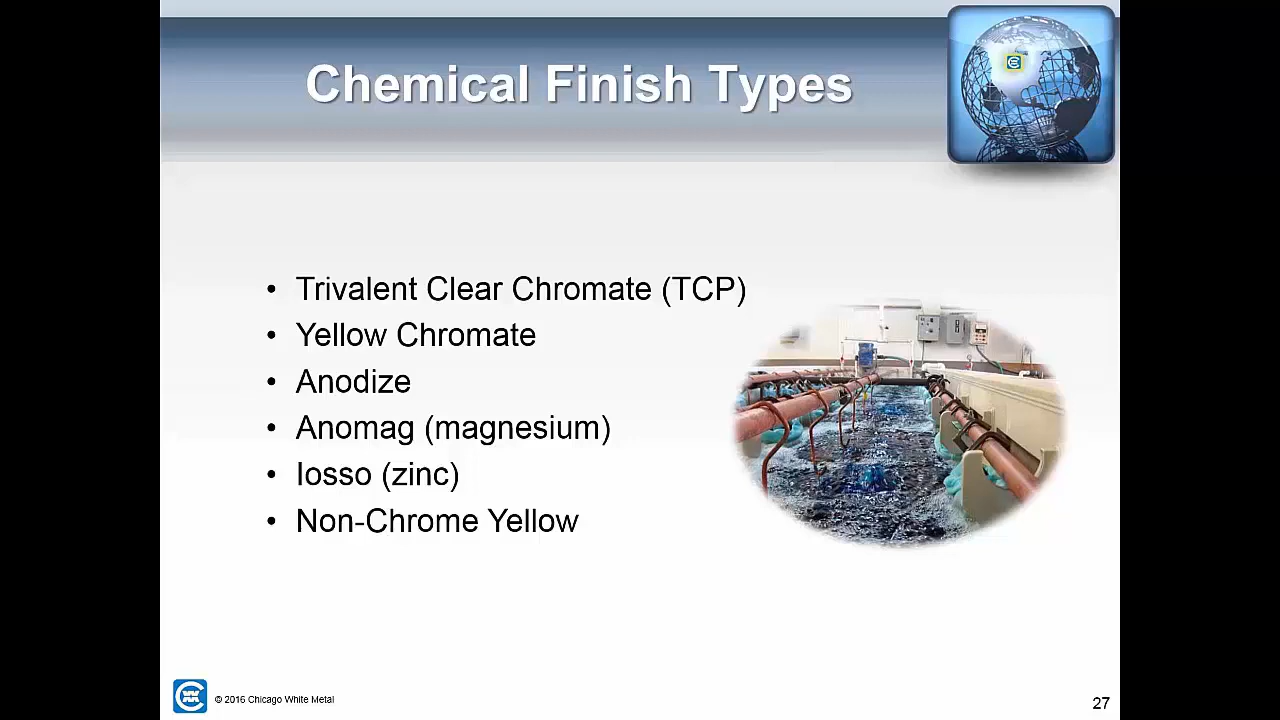 Chemical Finish Types
• Trivalent Clear Chromate (TCP)
• Yellow Chromate
• Anodize
• Anomag (magnesium)
• Iosso (zinc)
• Non-Chrome Yellow
© 2016 Chicago White Metal
27